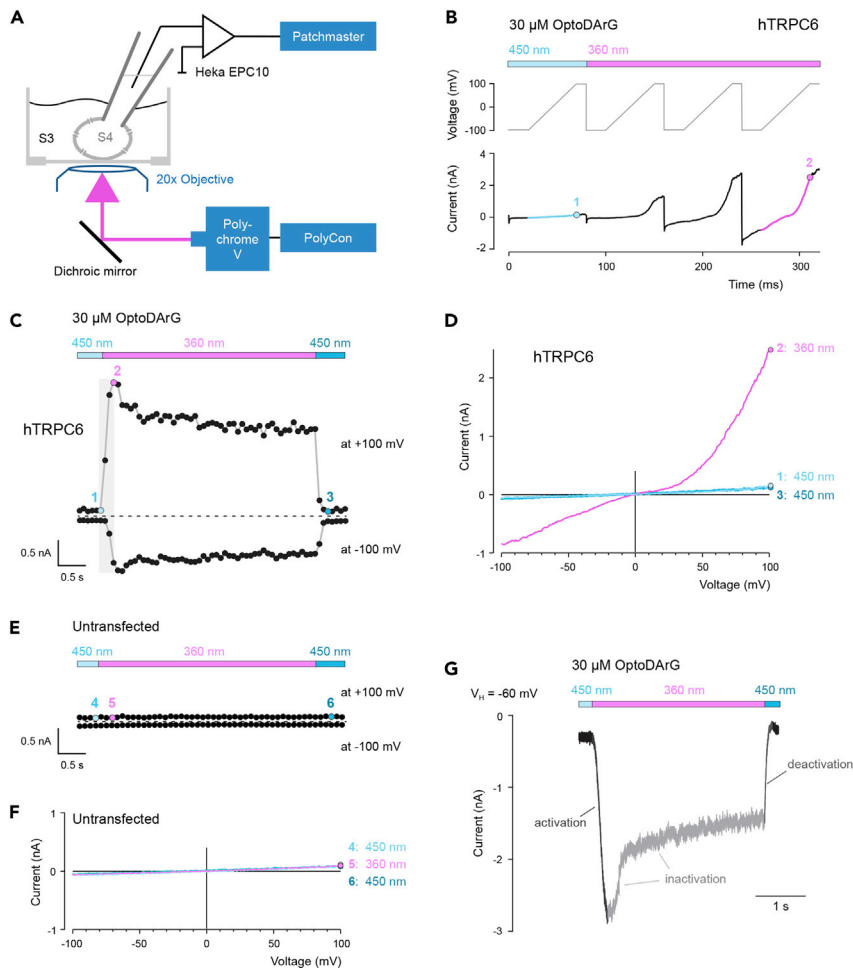 A
Patchmaster
Heka EPC10
S3
S4
20x Objective
Poly-
chrome
V
PolyCon
Dichroic mirror
B
30 µM OptoDArG
hTRPC6
450 nm
360 nm
Voltage (mV)
100
0
-100
Current (nA)
4
2
0
-2
1
2
0
100
200
300
Time (ms)
C
30 µM OptoDArG
450 nm
360 nm
450 nm
2
hTRPC6
at +100 mV
1
3
at -100 mV
0.5 nA
0.5 s
D
hTRPC6
2: 360 nm
Current (nA)
2
1
0
-1
1: 450 nm
3: 450 nm
-100
-50
0
50
100
Voltage (mV)
E
Untransfected
450 nm
360 nm
450 nm
at +100 mV
4
5
6
at -100 mV
0.5 nA
0.5 s
F
Untransfected
Current (nA)
1
0
-1
4: 450 nm
5: 360 nm
6: 450 nm
-100
-50
0
50
100
Voltage (mV)
G
30 µM OptoDArG
VH = -60 mV
450 nm
360 nm
450 nm
Current (nA)
0
-1
-2
-3
deactivation
activation
inactivation
1 s